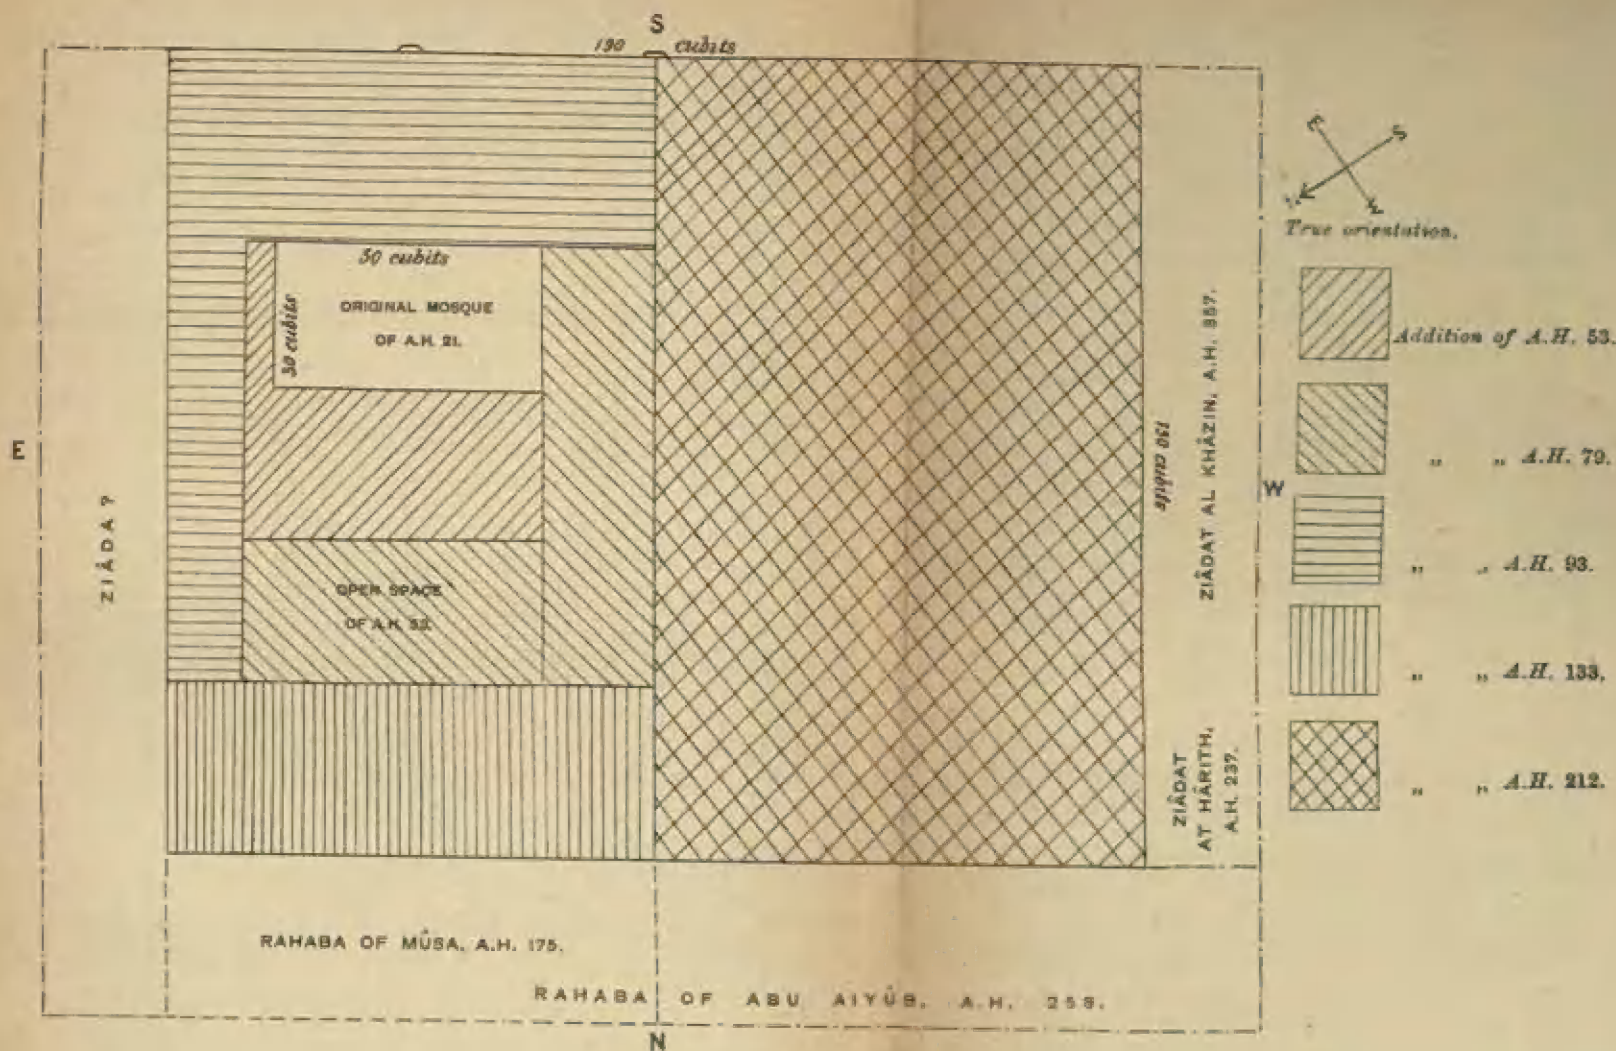 S
190 cubits
50 cubits
30 cubits
ORIGINAL MOSQUE
OF A.H. 21.
OPEN SPACE
OF A.H. 53.
E
ZIÂDA ?
130 cubits
W
ZIÂDAT AL KHÂZIN, A.H. 357.
ZIÂDAT
AT HÂRITH,
A.H. 237.
RAHABA OF MÛSA, A.H. 175.
RAHABA OF ABU AIYÛB, A.H. 258.
N
E
S
True orientation.
Addition of A.H. 53.
„ „ A.H. 79.
„ „ A.H. 93.
„ „ A.H. 133.
„ „ A.H. 212.